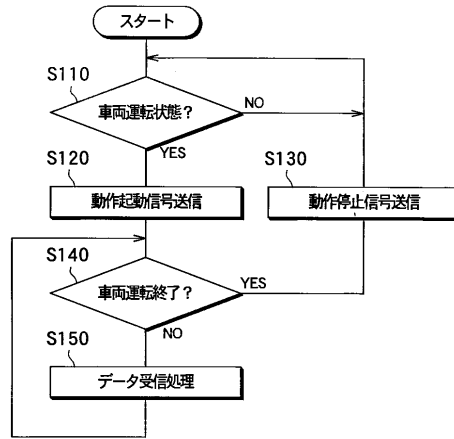 スタート
S110
車両運転状態?
NO
YES
S120
動作起動信号送信
S130
動作停止信号送信
S140
車両運転終了?
YES
NO
S150
データ受信処理